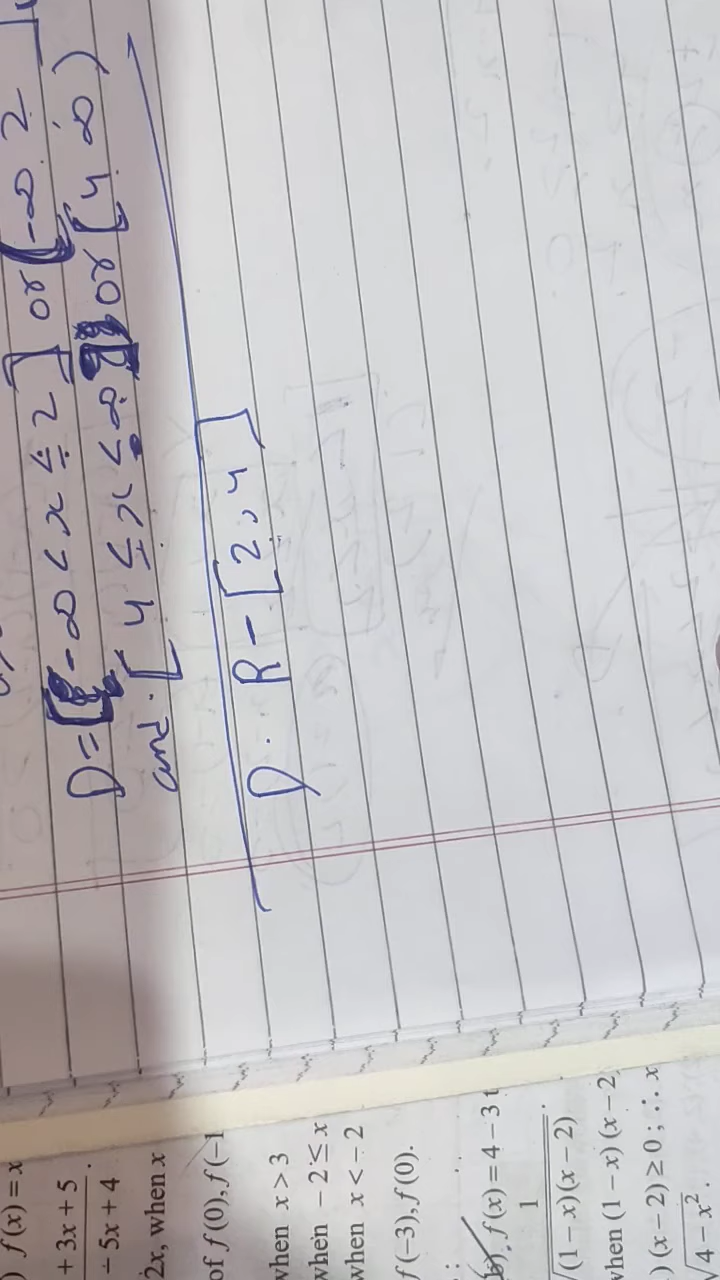 D = [-∞ < x ≤ 2] or (-∞ 2]
and [4 ≤ x < ∞] or [4 ∞)
D. R - [2, 4]
) f(x) = x
+ 3x + 5
- 5x + 4 .
2x, when x
of f(0), f(-1
when x > 3
when - 2 ≤ x
when x < - 2
f(-3), f(0).
:
f(x) = 4 - 3
1
√(1 - x)(x - 2) .
hen (1 - x) (x - 2
) (x - 2) ≥ 0 ; ∴ x
√4 - x² .